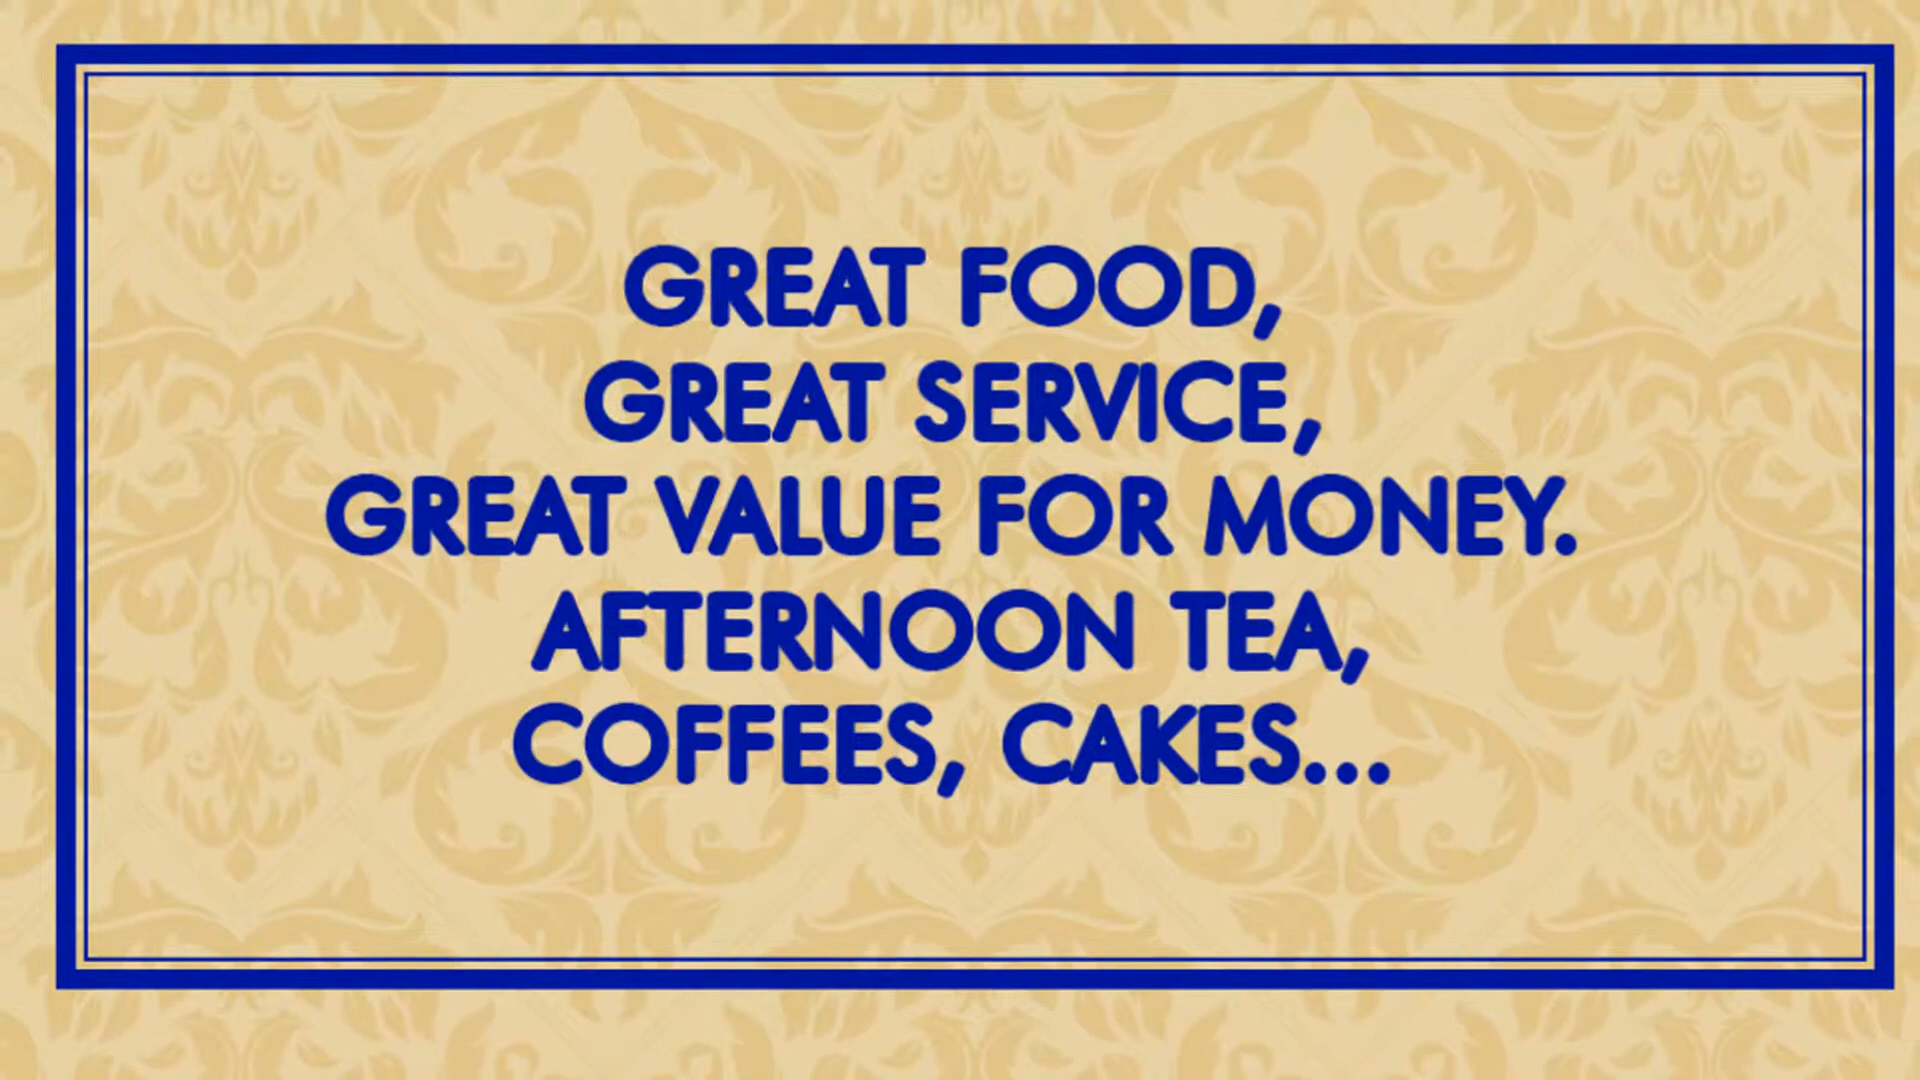 GREAT FOOD,
GREAT SERVICE,
GREAT VALUE FOR MONEY.
AFTERNOON TEA,
COFFEES, CAKES...